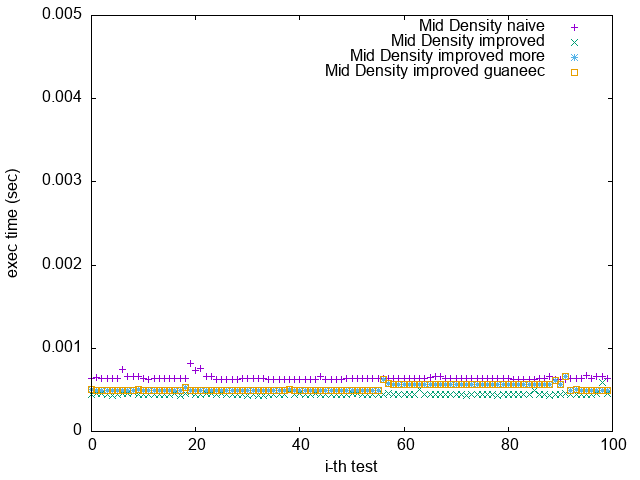 0.005
0.004
0.003
0.002
0.001
0
exec time (sec)
Mid Density naive
Mid Density improved
Mid Density improved more
Mid Density improved guaneec
0 20 40 60 80 100
i-th test